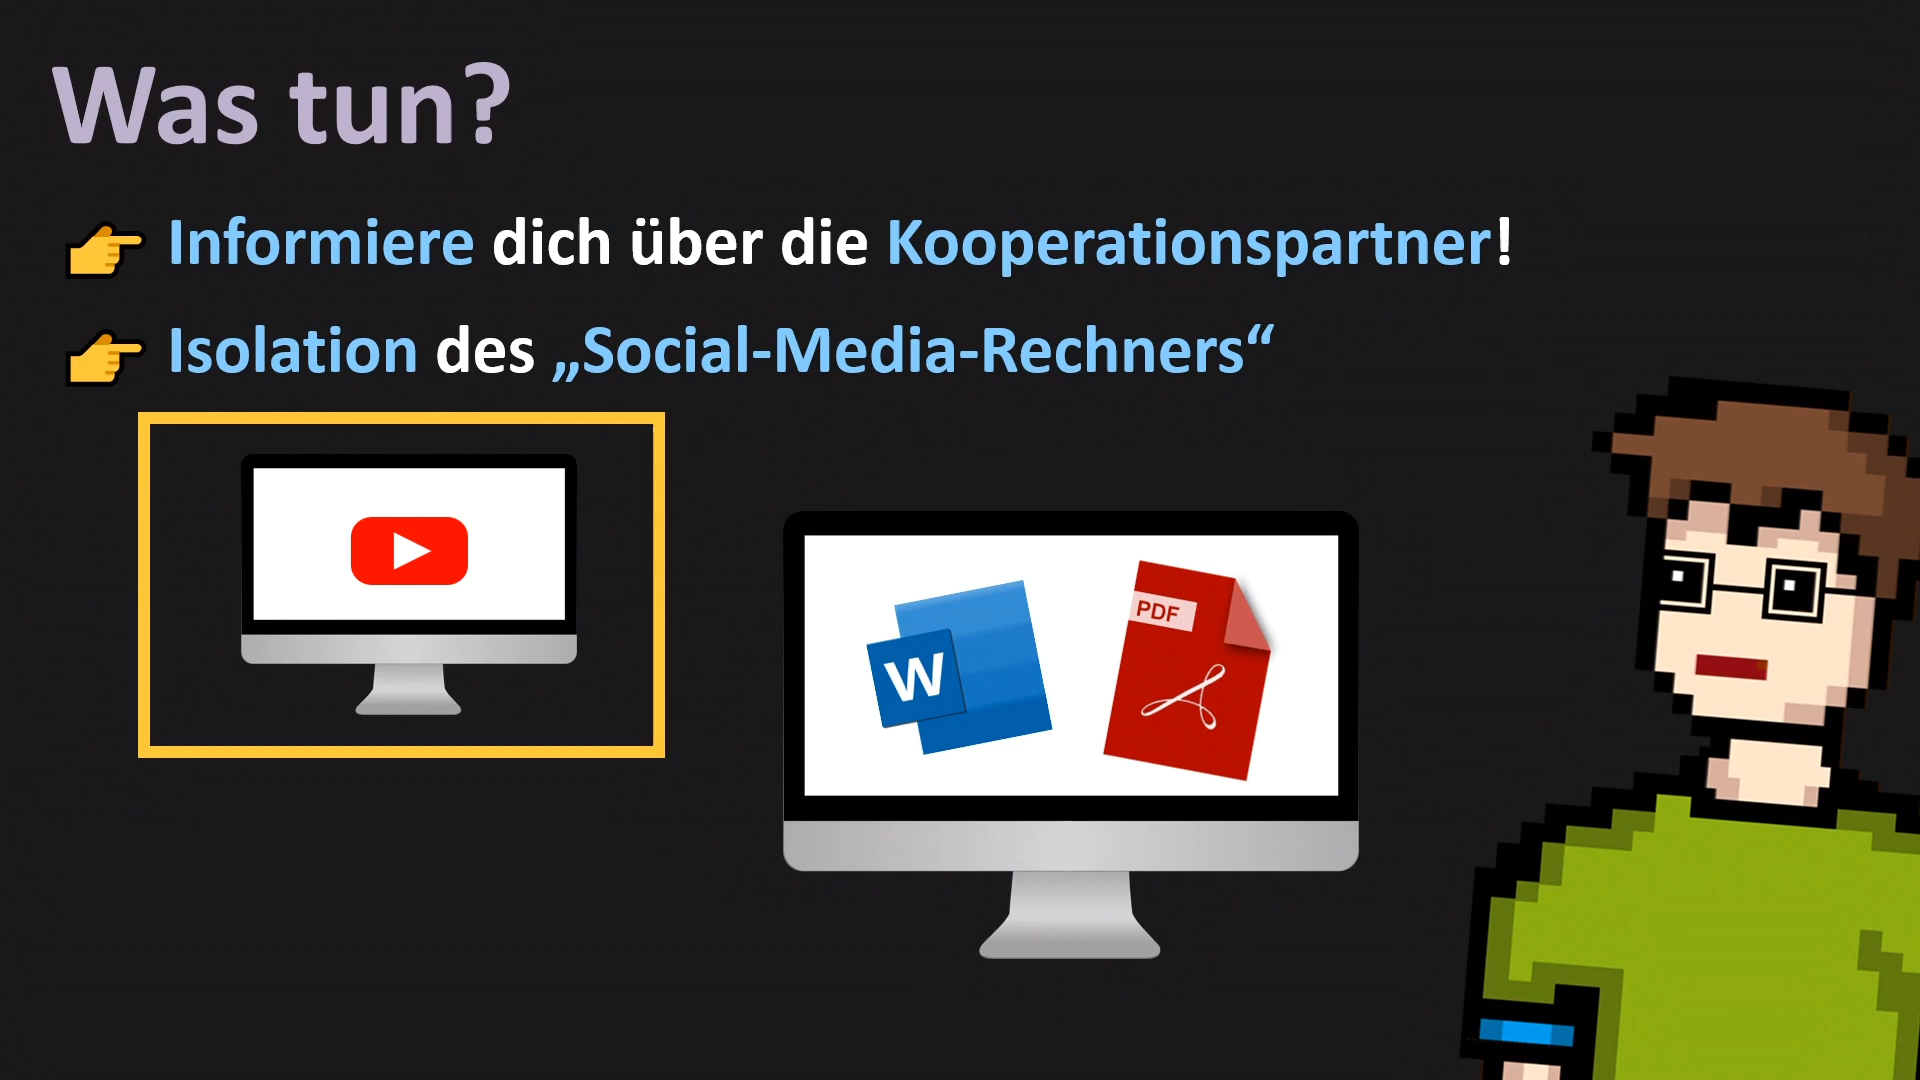 Was tun?
👉 Informiere dich über die Kooperationspartner!
👉 Isolation des „Social-Media-Rechners“
W
PDF